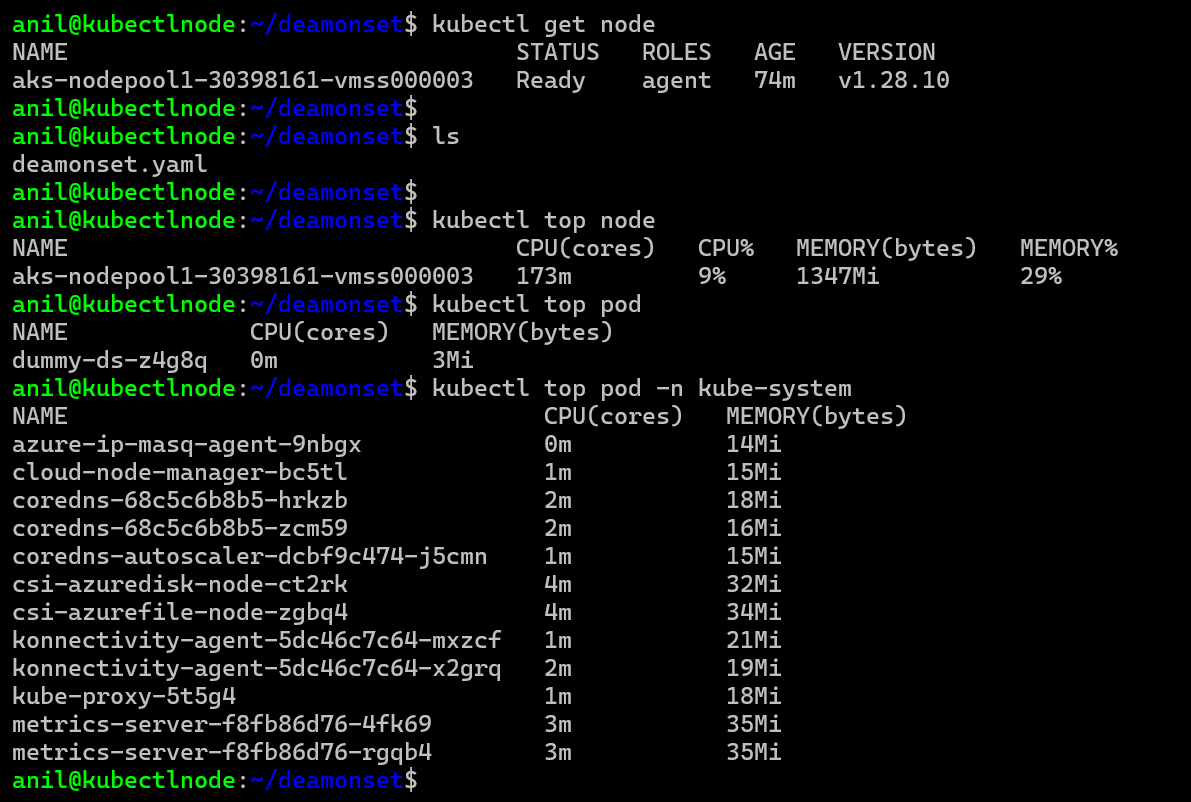 anil@kubectlnode:~/deamonset$ kubectl get node
NAME                                STATUS   ROLES   AGE   VERSION
aks-nodepool1-30398161-vmss000003   Ready    agent   74m   v1.28.10
anil@kubectlnode:~/deamonset$
anil@kubectlnode:~/deamonset$ ls
deamonset.yaml
anil@kubectlnode:~/deamonset$
anil@kubectlnode:~/deamonset$ kubectl top node
NAME                                CPU(cores)   CPU%   MEMORY(bytes)   MEMORY%
aks-nodepool1-30398161-vmss000003   173m         9%     1347Mi          29%
anil@kubectlnode:~/deamonset$ kubectl top pod
NAME             CPU(cores)   MEMORY(bytes)
dummy-ds-z4g8q   0m           3Mi
anil@kubectlnode:~/deamonset$ kubectl top pod -n kube-system
NAME                                  CPU(cores)   MEMORY(bytes)
azure-ip-masq-agent-9nbgx             0m           14Mi
cloud-node-manager-bc5tl              1m           15Mi
coredns-68c5c6b8b5-hrkzb              2m           18Mi
coredns-68c5c6b8b5-zcm59              2m           16Mi
coredns-autoscaler-dcbf9c474-j5cmn    1m           15Mi
csi-azuredisk-node-ct2rk              4m           32Mi
csi-azurefile-node-zgbq4              4m           34Mi
konnectivity-agent-5dc46c7c64-mxzcf   1m           21Mi
konnectivity-agent-5dc46c7c64-x2grq   2m           19Mi
kube-proxy-5t5g4                      1m           18Mi
metrics-server-f8fb86d76-4fk69        3m           35Mi
metrics-server-f8fb86d76-rgqb4        3m           35Mi
anil@kubectlnode:~/deamonset$